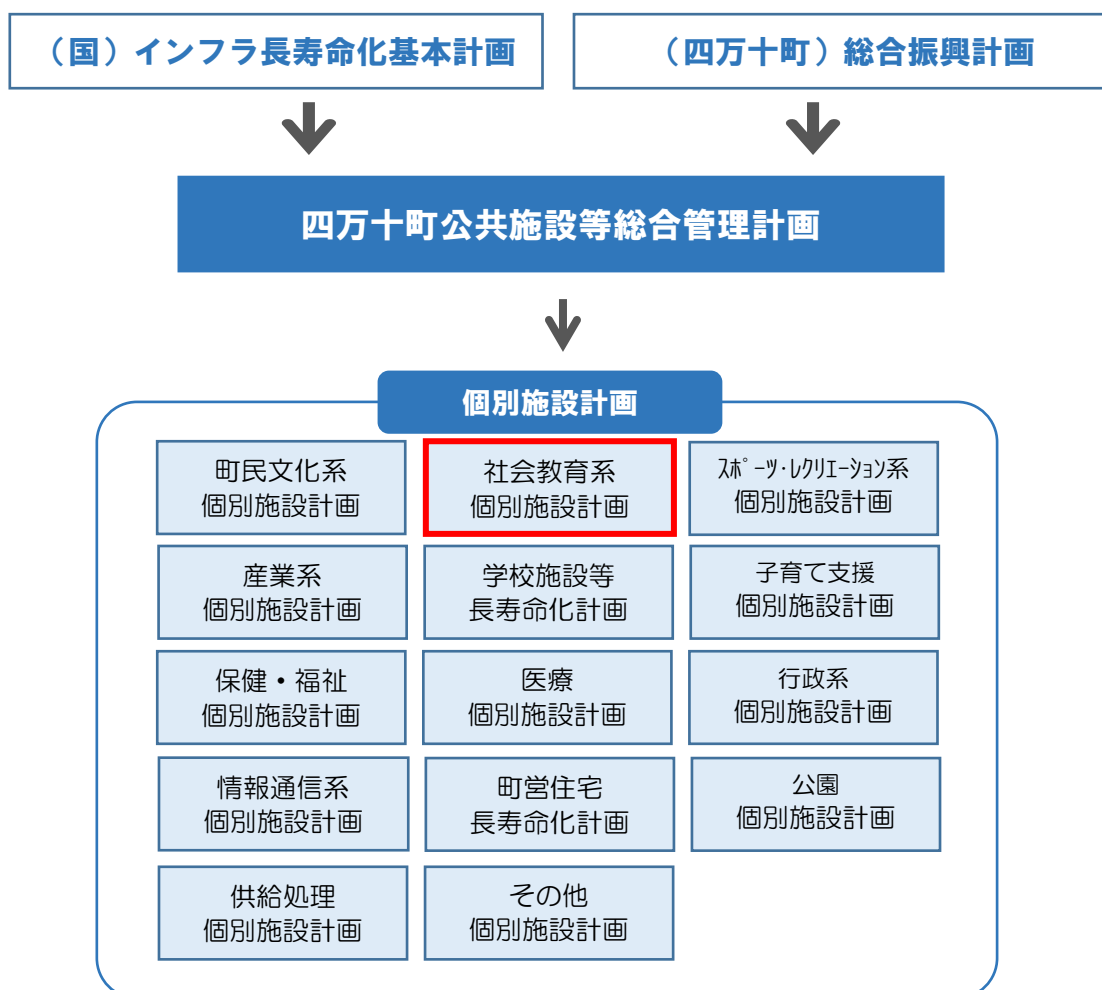 （国）インフラ長寿命化基本計画
（四万十町）総合振興計画
四万十町公共施設等総合管理計画
個別施設計画
町民文化系
個別施設計画
社会教育系
個別施設計画
ｽﾎﾟｰﾂ・ﾚｸﾘｴｰｼｮﾝ系
個別施設計画
産業系
個別施設計画
学校施設等
長寿命化計画
子育て支援
個別施設計画
保健・福祉
個別施設計画
医療
個別施設計画
行政系
個別施設計画
情報通信系
個別施設計画
町営住宅
長寿命化計画
公園
個別施設計画
供給処理
個別施設計画
その他
個別施設計画